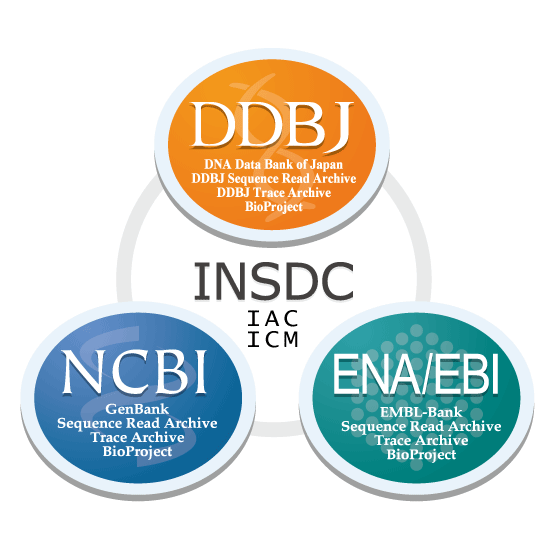 DDBJ
DNA Data Bank of Japan
DDBJ Sequence Read Archive
DDBJ Trace Archive
BioProject
INSDC
IAC
ICM
NCBI
GenBank
Sequence Read Archive
Trace Archive
BioProject
ENA/EBI
EMBL-Bank
Sequence Read Archive
Trace Archive
BioProject